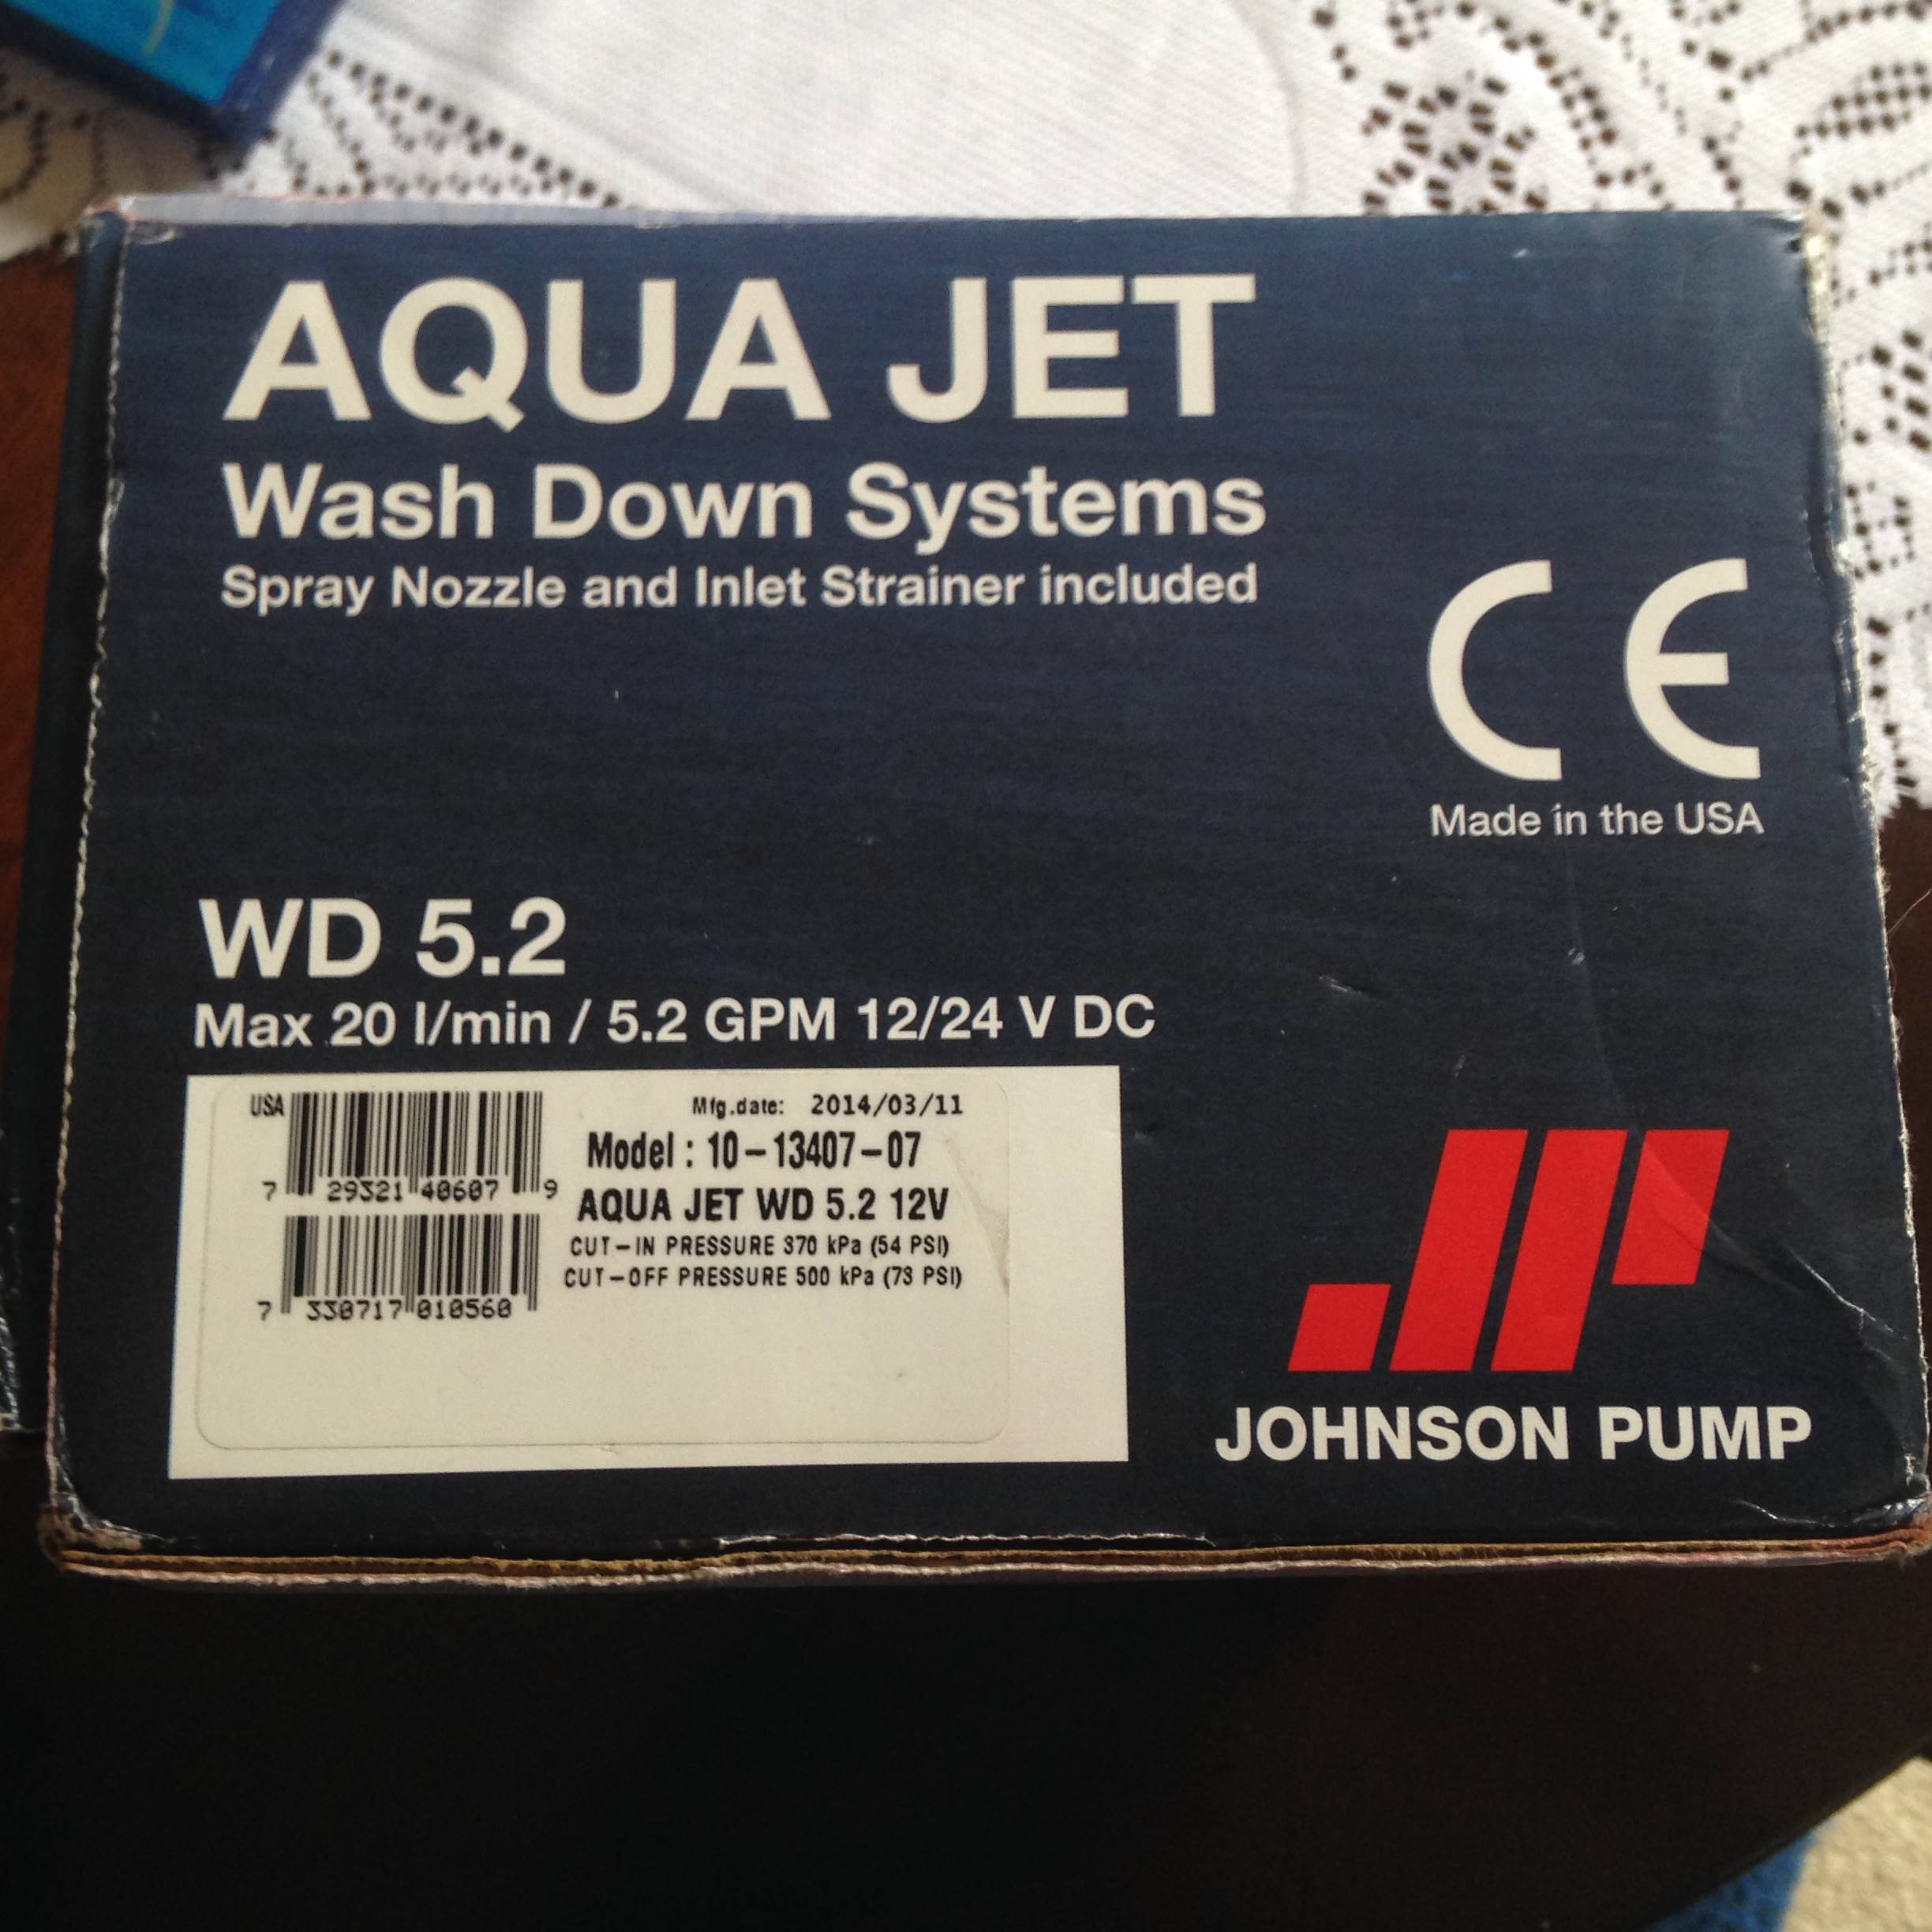 AQUA JET
Wash Down Systems
Spray Nozzle and Inlet Strainer included
CE
Made in the USA
WD 5.2
Max 20 l/min / 5.2 GPM 12/24 V DC
USA
7 29321 40607 9
7 330717 010560
Mfg.date: 2014/03/11
Model : 10-13407-07
AQUA JET WD 5.2 12V
CUT-IN PRESSURE 370 kPa (54 PSI)
CUT-OFF PRESSURE 500 kPa (73 PSI)
JP
JOHNSON PUMP